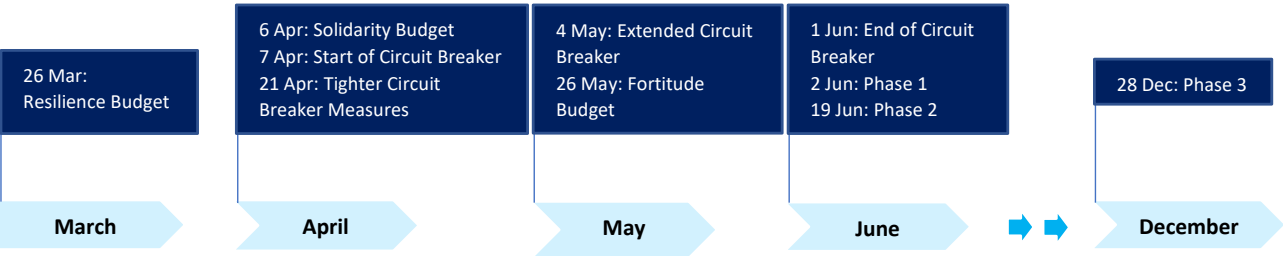 26 Mar:
Resilience Budget
6 Apr: Solidarity Budget
7 Apr: Start of Circuit Breaker
21 Apr: Tighter Circuit
Breaker Measures
4 May: Extended Circuit
Breaker
26 May: Fortitude
Budget
1 Jun: End of Circuit
Breaker
2 Jun: Phase 1
19 Jun: Phase 2
28 Dec: Phase 3
March
April
May
June
December